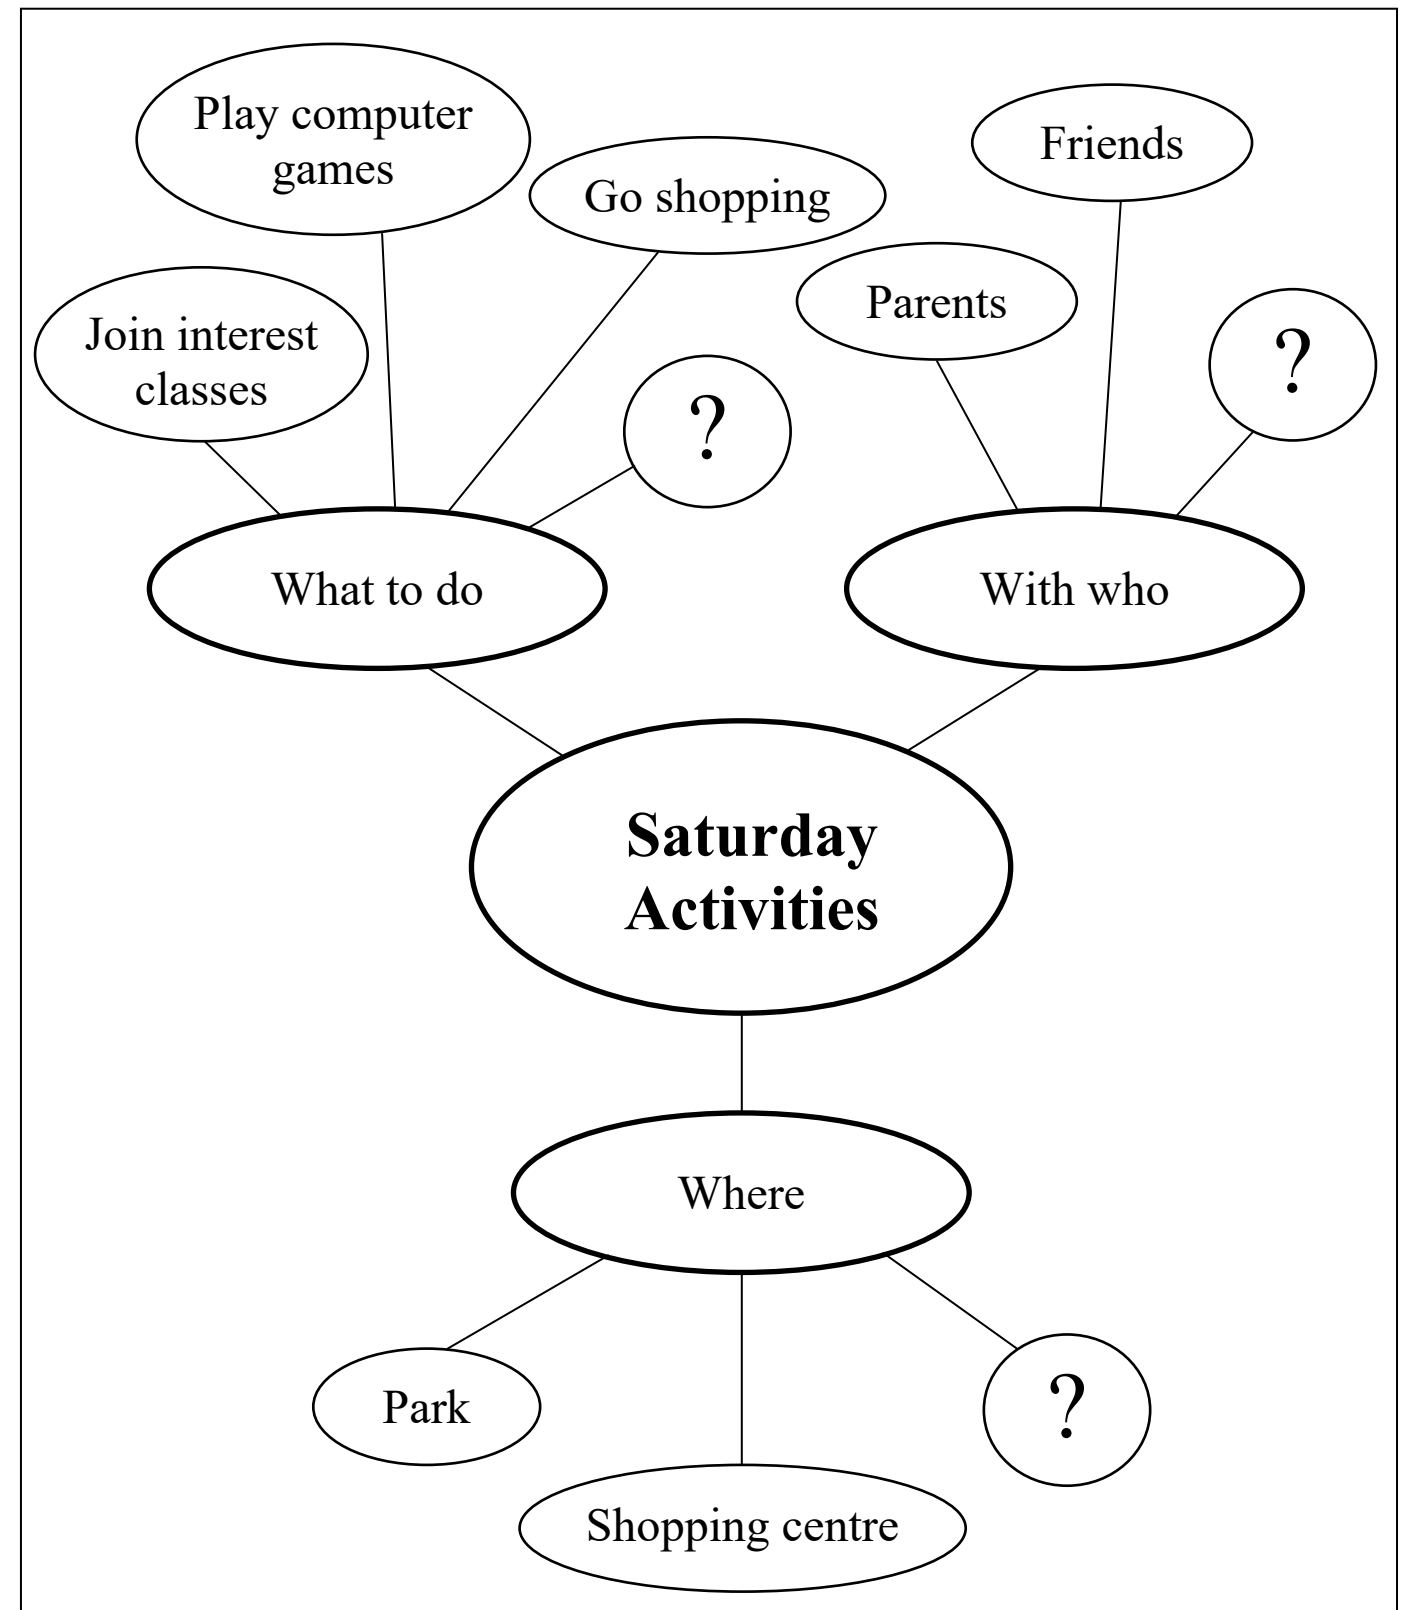 Play computer
games
Go shopping
Friends
Parents
Join interest
classes
?
?
What to do
With who
Saturday
Activities
Where
Park
?
Shopping centre